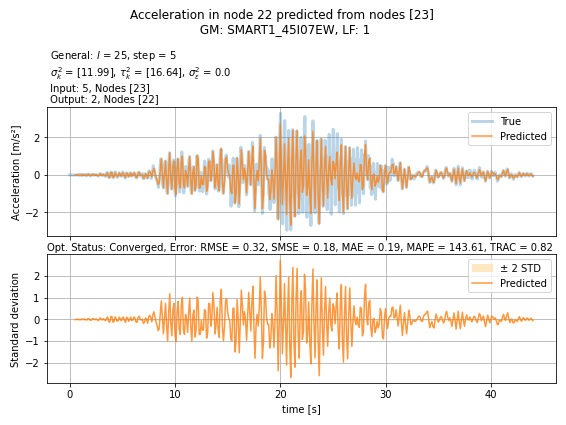 Acceleration in node 22 predicted from nodes [23]
GM: SMART1_45I07EW, LF: 1
General: l = 25, step = 5
σ²ₖ = [11.99], τ²ₖ = [16.64], σ²ε = 0.0
Input: 5, Nodes [23]
Output: 2, Nodes [22]
Acceleration [m/s²]
2
0
−2
True
Predicted
Opt. Status: Converged, Error: RMSE = 0.32, SMSE = 0.18, MAE = 0.19, MAPE = 143.61, TRAC = 0.82
Standard deviation
2
1
0
−1
−2
± 2 STD
Predicted
0 10 20 30 40
time [s]